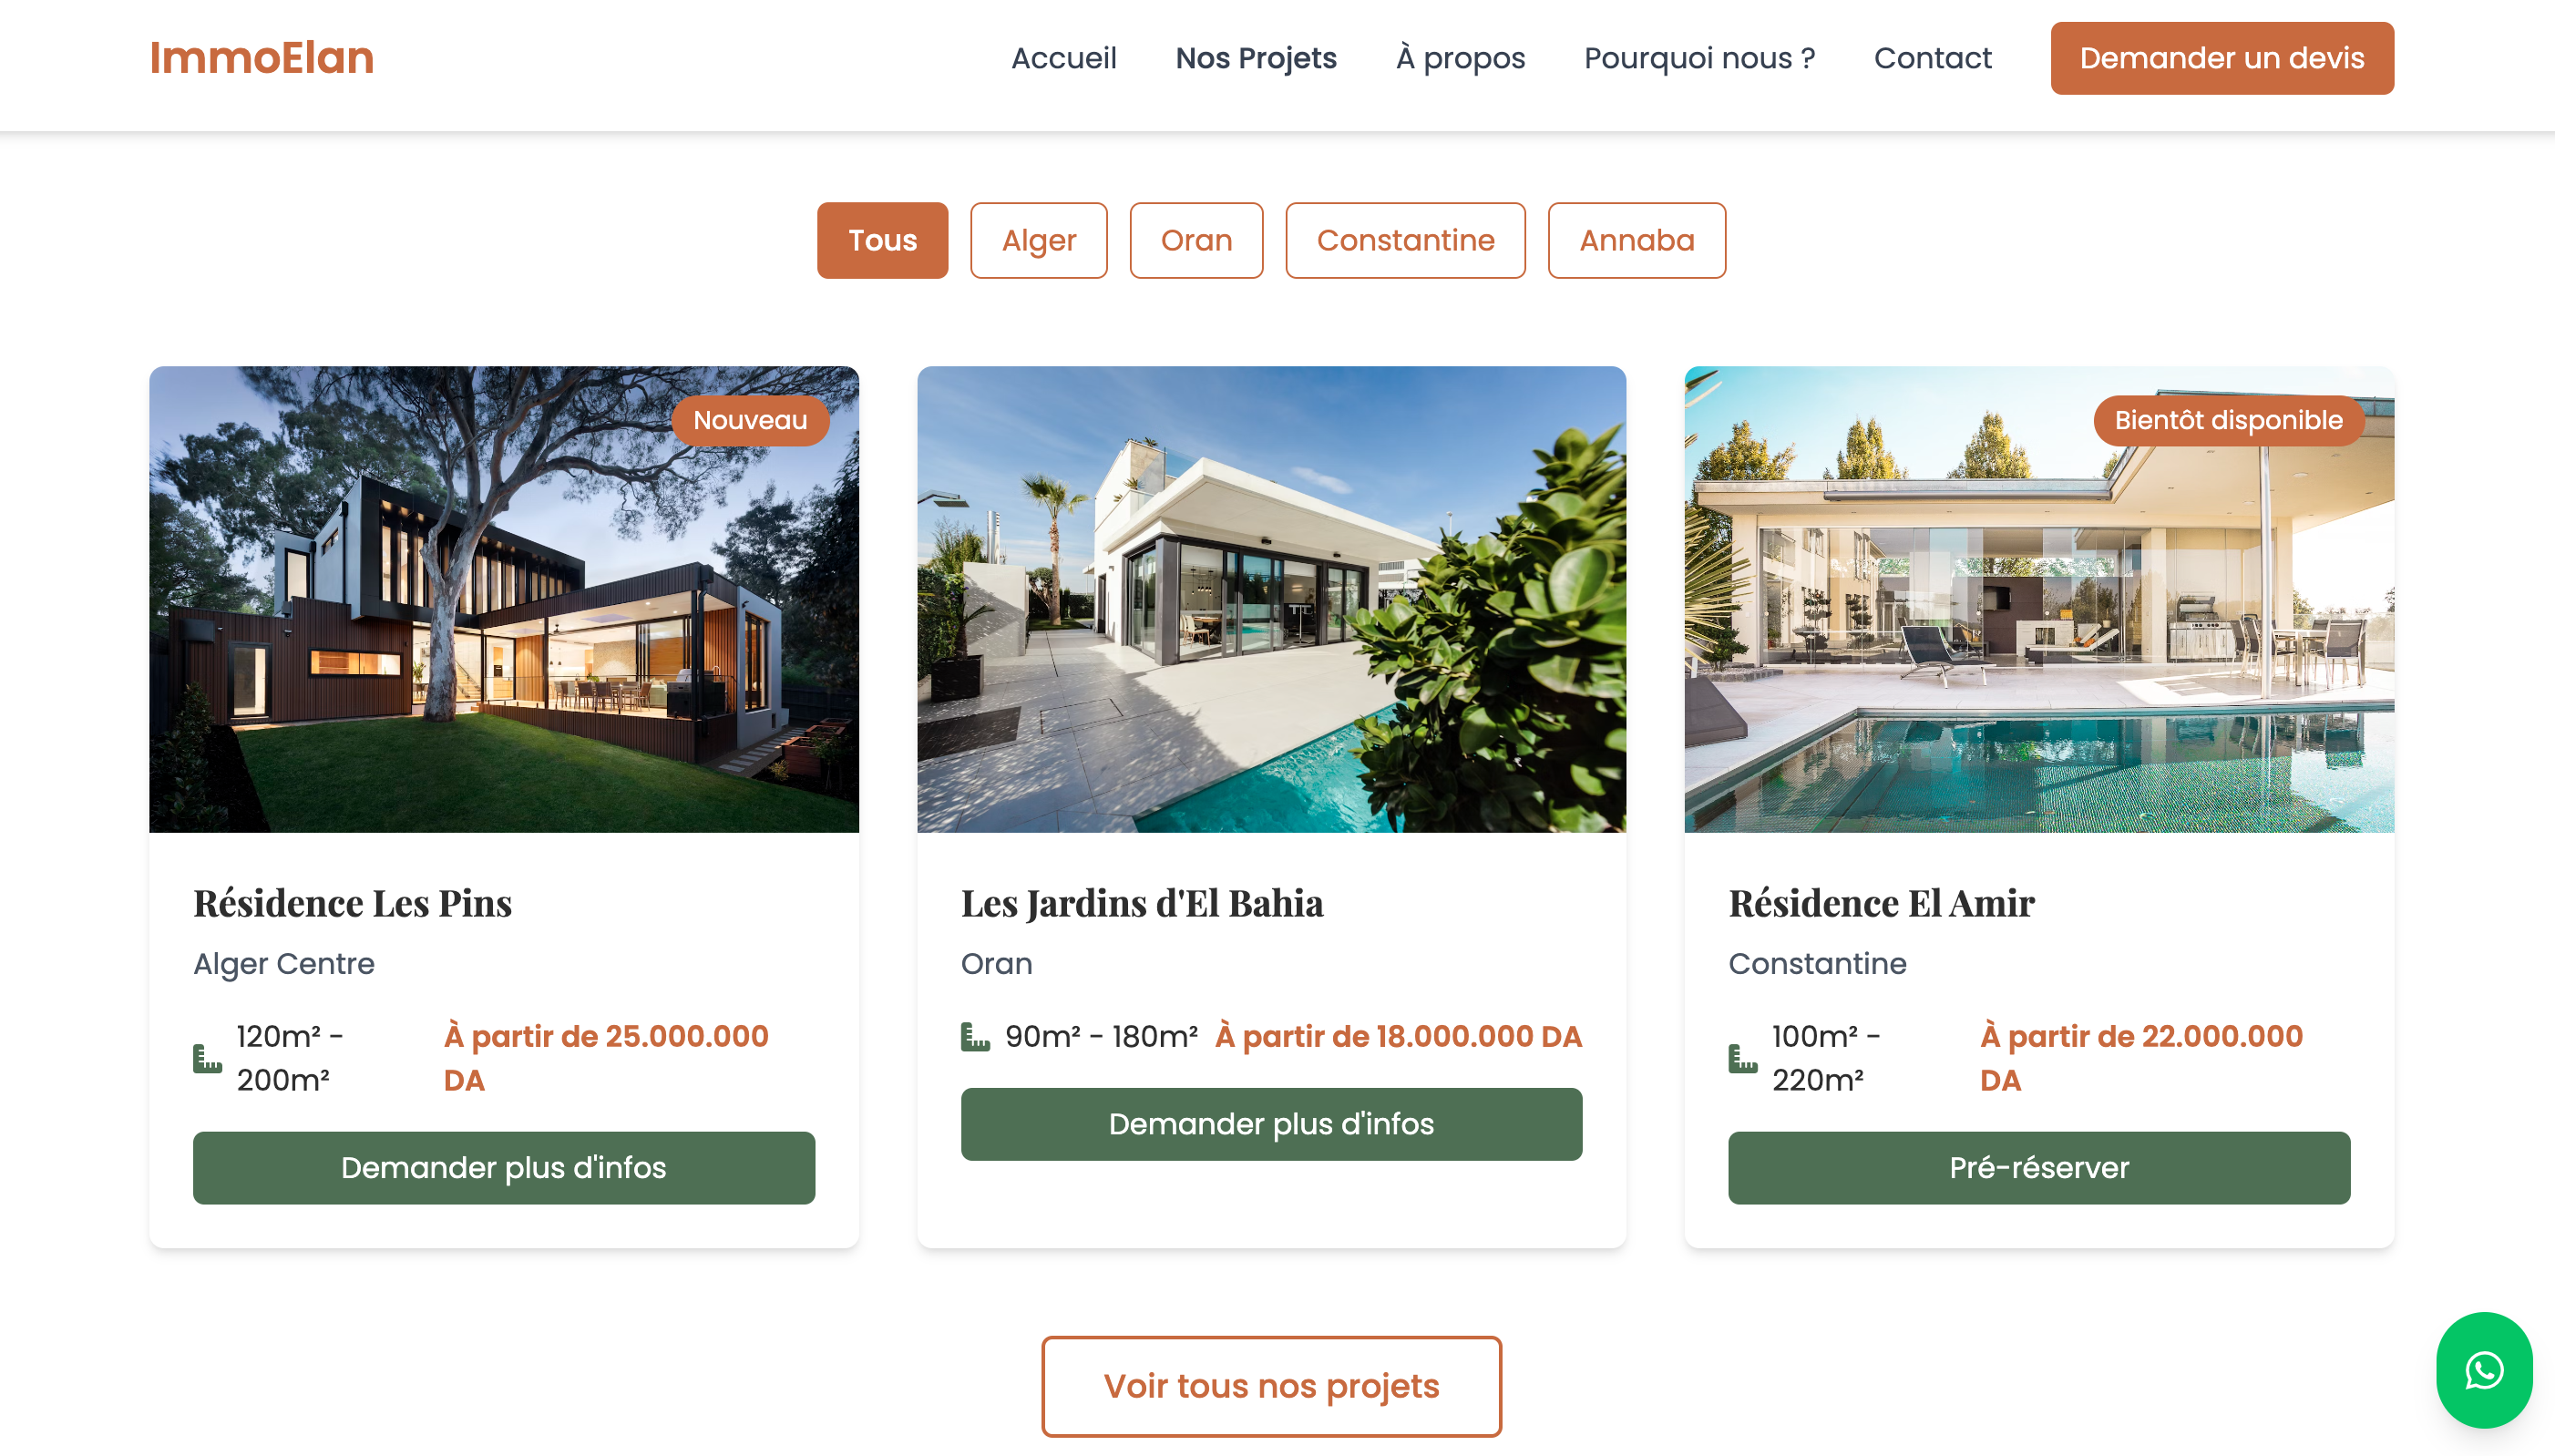 ImmoElan
Accueil
Nos Projets
À propos
Pourquoi nous ?
Contact
Demander un devis
Tous
Alger
Oran
Constantine
Annaba
Nouveau
Résidence Les Pins
Alger Centre
120m² -
200m²
À partir de 25.000.000
DA
Demander plus d'infos
Les Jardins d'El Bahia
Oran
90m² - 180m²
À partir de 18.000.000 DA
Demander plus d'infos
Bientôt disponible
Résidence El Amir
Constantine
100m² -
220m²
À partir de 22.000.000
DA
Pré-réserver
Voir tous nos projets